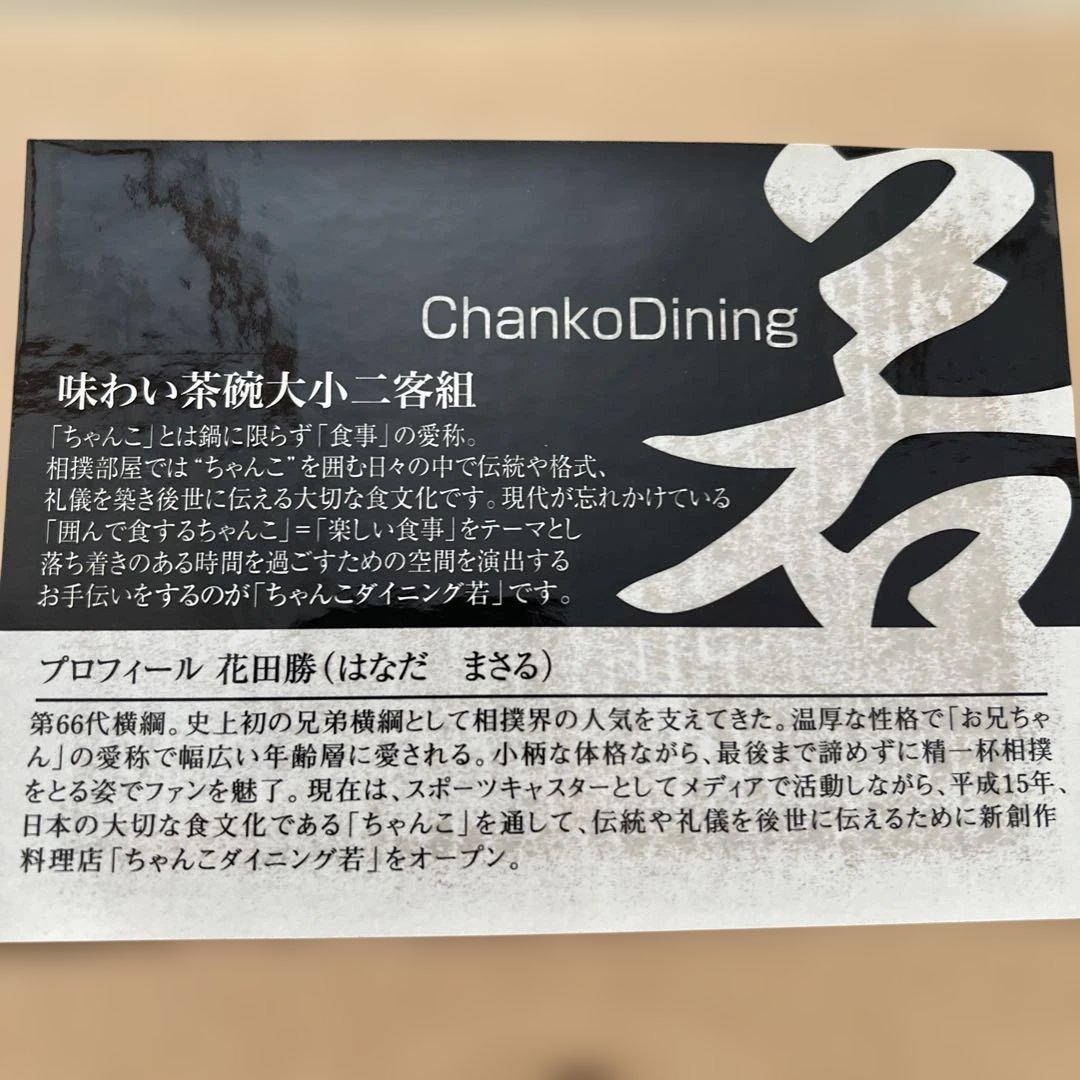 若
ChankoDining
味わい茶碗大小二客組
「ちゃんこ」とは鍋に限らず「食事」の愛称。
相撲部屋では“ちゃんこ”を囲む日々の中で伝統や格式、
礼儀を築き後世に伝える大切な食文化です。現代が忘れかけている
「囲んで食するちゃんこ」=「楽しい食事」をテーマとし
落ち着きのある時間を過ごすための空間を演出する
お手伝いをするのが「ちゃんこダイニング若」です。
プロフィール 花田勝(はなだ　まさる)
第66代横綱。史上初の兄弟横綱として相撲界の人気を支えてきた。温厚な性格で「お兄ちゃ
ん」の愛称で幅広い年齢層に愛される。小柄な体格ながら、最後まで諦めずに精一杯相撲
をとる姿でファンを魅了。現在は、スポーツキャスターとしてメディアで活動しながら、平成15年、
日本の大切な食文化である「ちゃんこ」を通して、伝統や礼儀を後世に伝えるために新創作
料理店「ちゃんこダイニング若」をオープン。